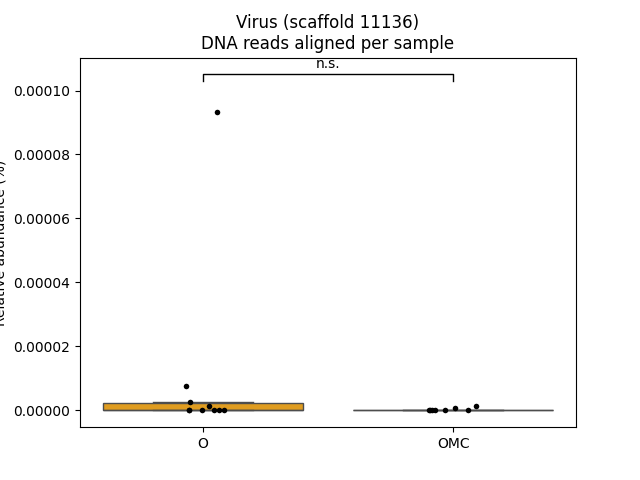 Virus (scaffold 11136)
DNA reads aligned per sample
n.s.
0.00010
0.00008
0.00006
0.00004
0.00002
0.00000
Relative abundance (%)
O
OMC